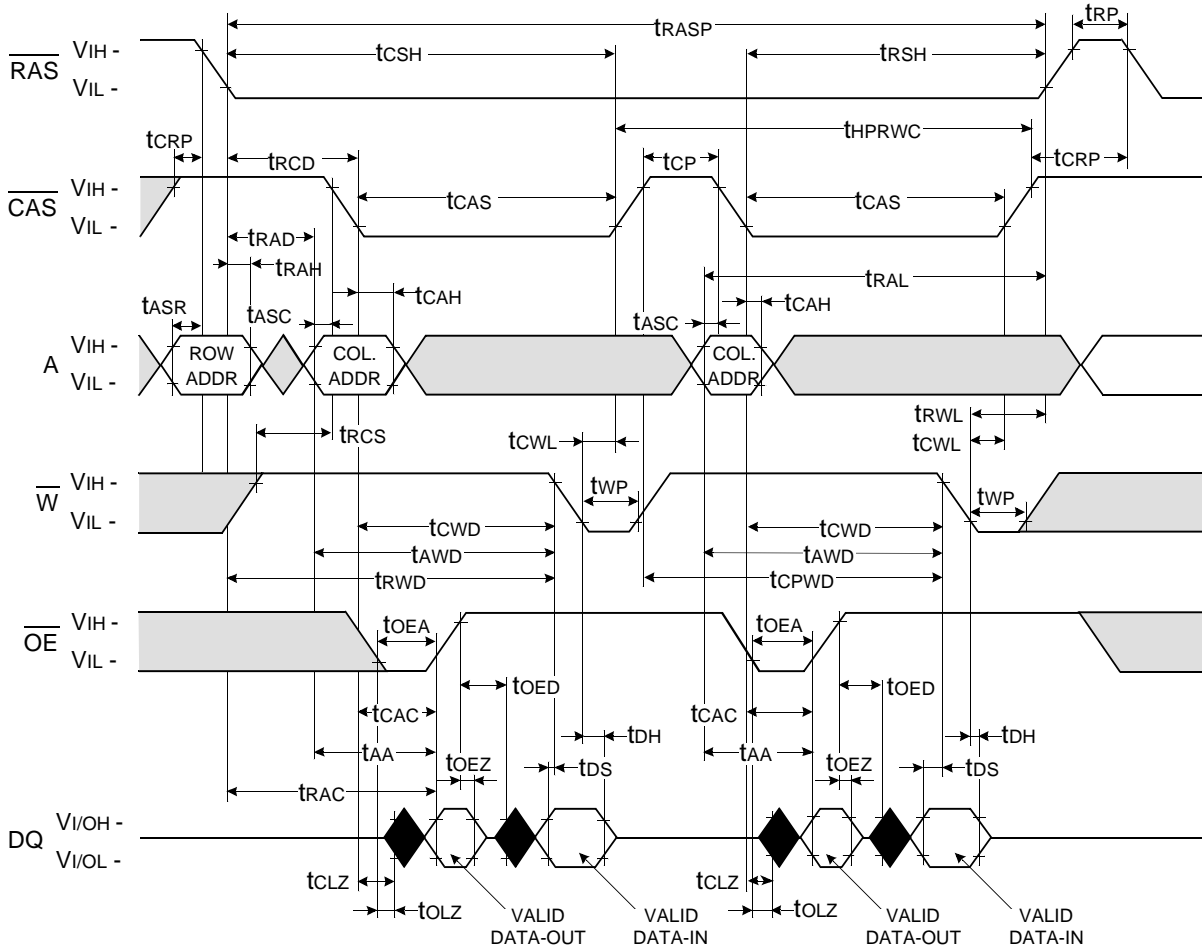 tRASP
tRP
tCSH
tRSH
RAS
VIH -
VIL -
tHPRWC
tCRP
tRCD
tCP
tCRP
CAS
VIH -
VIL -
tCAS
tCAS
tRAD
tRAH
tRAL
tASR
tASC
tCAH
tASC
tCAH
A
VIH -
VIL -
ROW
ADDR
COL.
ADDR
COL.
ADDR
tRWL
tRCS
tCWL
tCWL
W
VIH -
VIL -
tWP
tWP
tCWD
tCWD
tAWD
tAWD
tRWD
tCPWD
OE
VIH -
VIL -
tOEA
tOEA
tOED
tOED
tCAC
tCAC
tDH
tDH
tAA
tAA
tOEZ
tDS
tOEZ
tDS
tRAC
DQ
VI/OH -
VI/OL -
tCLZ
tCLZ
tOLZ
tOLZ
VALID
DATA-OUT
VALID
DATA-IN
VALID
DATA-OUT
VALID
DATA-IN